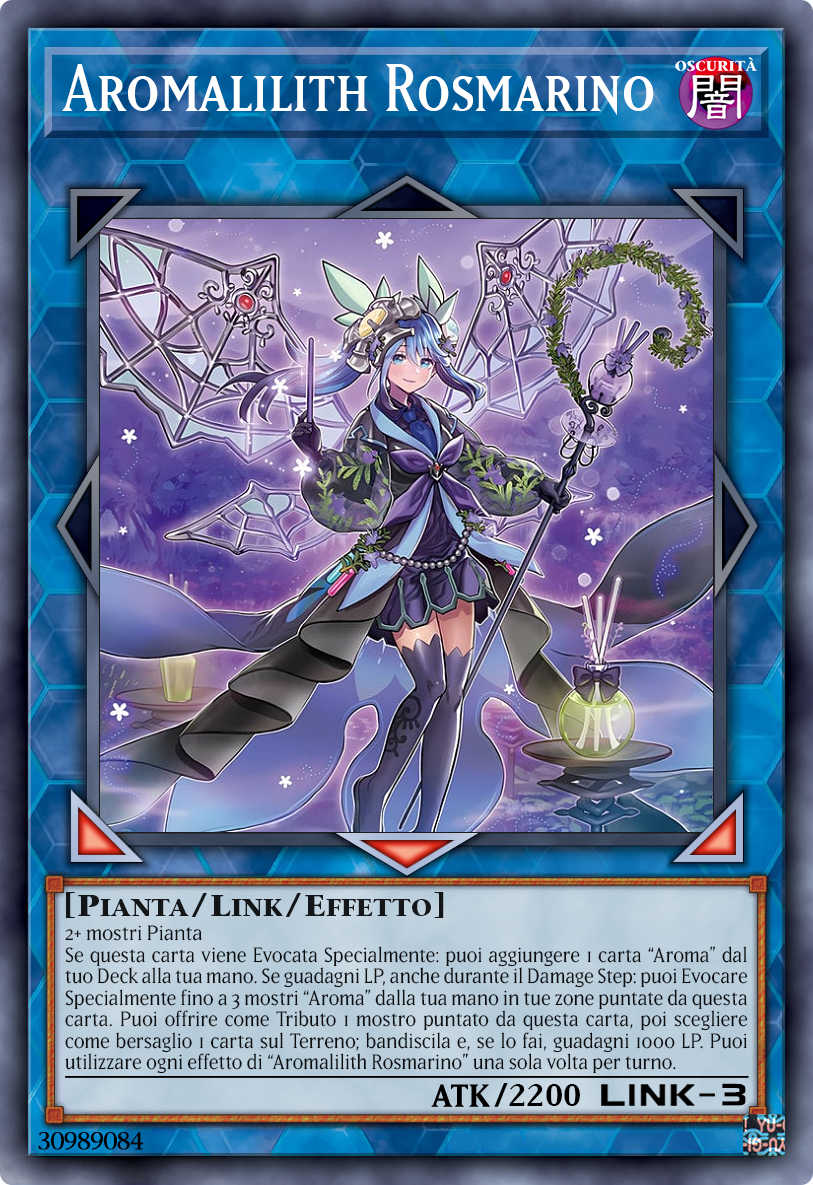 Aromalilith Rosmarino
OSCURITÀ
闇
[Pianta/Link/Effetto]
2+ mostri Pianta
Se questa carta viene Evocata Specialmente: puoi aggiungere 1 carta “Aroma” dal
tuo Deck alla tua mano. Se guadagni LP, anche durante il Damage Step: puoi Evocare
Specialmente fino a 3 mostri “Aroma” dalla tua mano in tue zone puntate da questa
carta. Puoi offrire come Tributo 1 mostro puntato da questa carta, poi scegliere
come bersaglio 1 carta sul Terreno; bandiscila e, se lo fai, guadagni 1000 LP. Puoi
utilizzare ogni effetto di “Aromalilith Rosmarino” una sola volta per turno.
ATK/2200 LINK-3
30989084